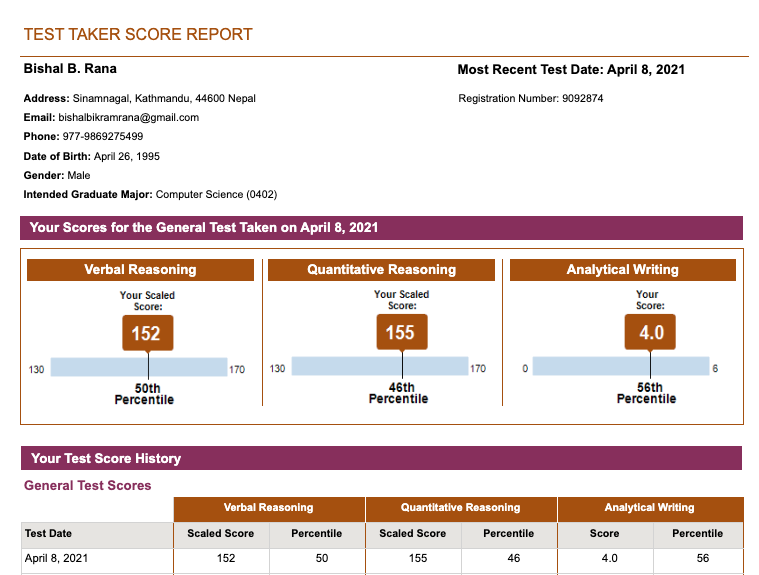 TEST TAKER SCORE REPORT
Bishal B. Rana
Most Recent Test Date: April 8, 2021
Address: Sinamnagal, Kathmandu, 44600 Nepal
Registration Number: 9092874
Email: bishalbikramrana@gmail.com
Phone: 977-9869275499
Date of Birth: April 26, 1995
Gender: Male
Intended Graduate Major: Computer Science (0402)
Your Scores for the General Test Taken on April 8, 2021
Verbal Reasoning
Your Scaled
Score:
152
130 170
50th
Percentile
Quantitative Reasoning
Your Scaled
Score:
155
130 170
46th
Percentile
Analytical Writing
Your
Score:
4.0
0 6
56th
Percentile
Your Test Score History
General Test Scores
Verbal Reasoning Quantitative Reasoning Analytical Writing
Test Date Scaled Score Percentile Scaled Score Percentile Score Percentile
April 8, 2021 152 50 155 46 4.0 56